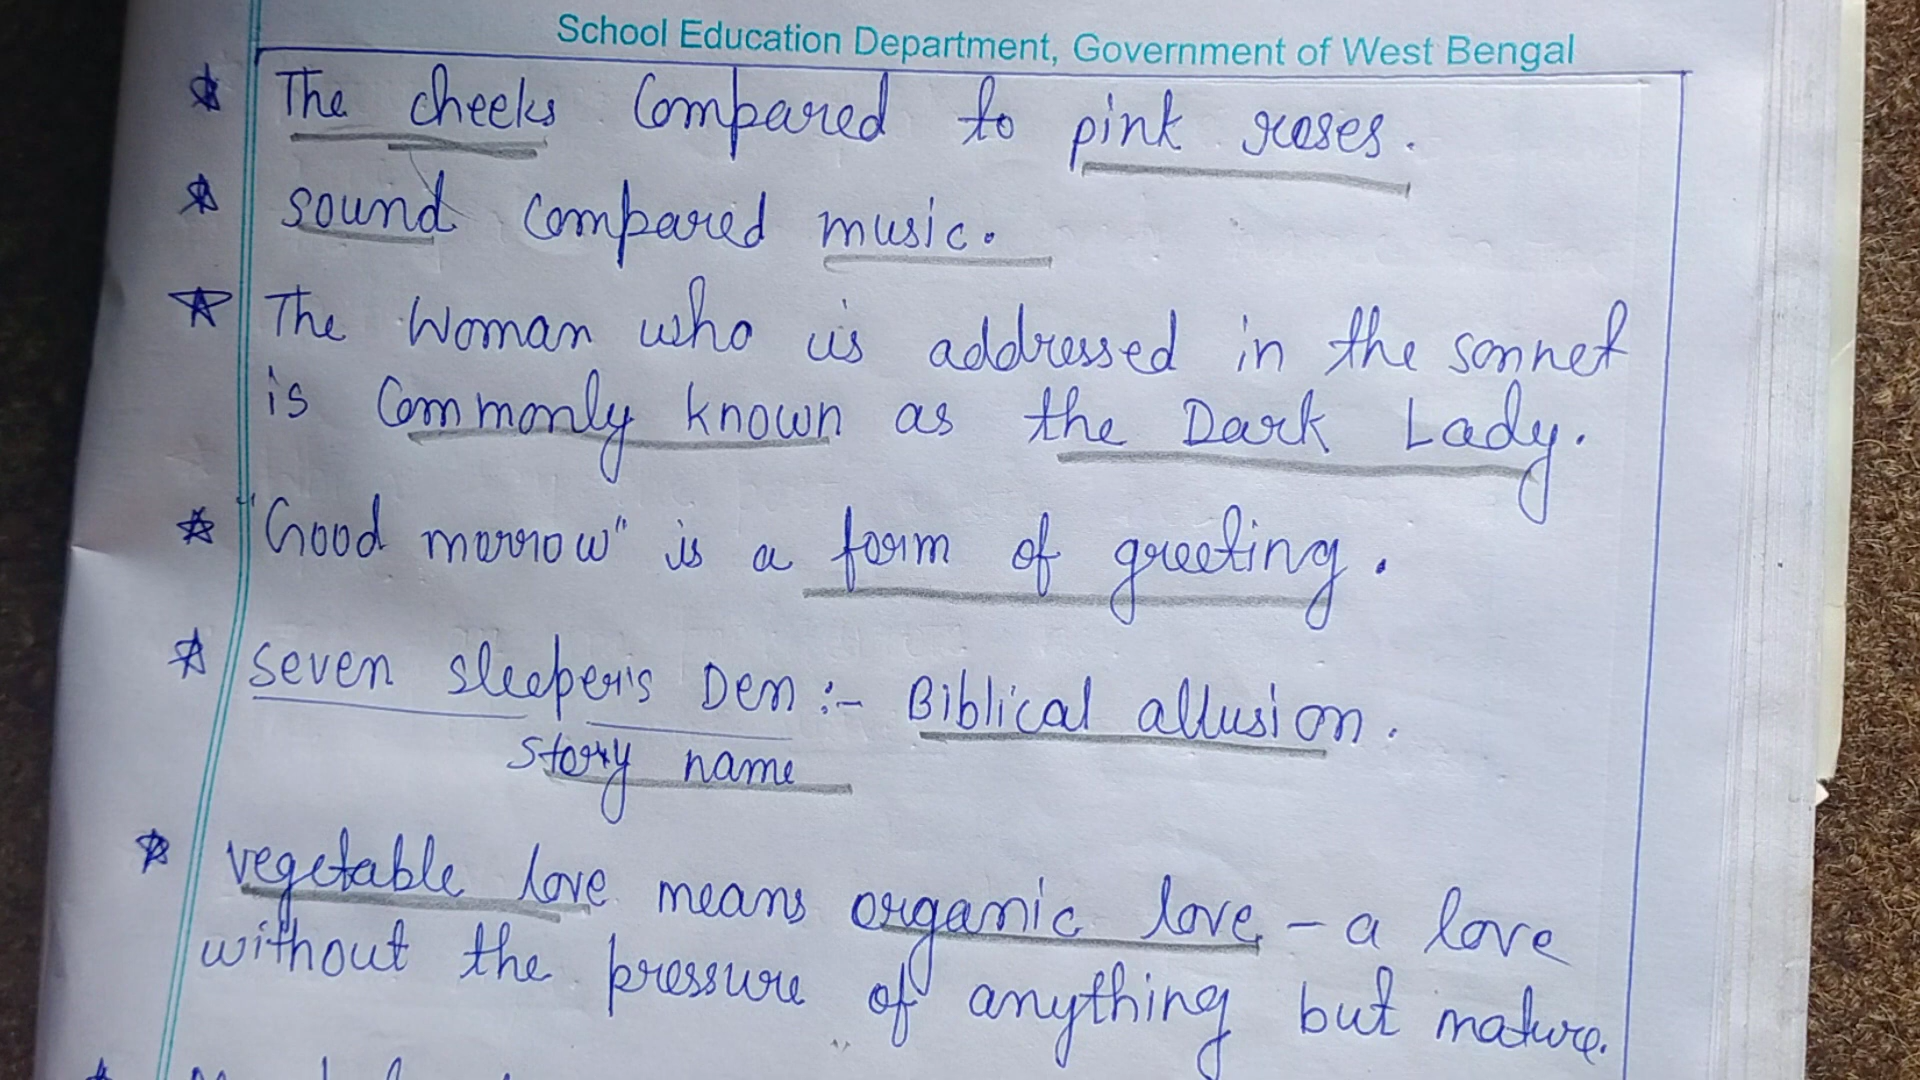 School Education Department, Government of West Bengal
The cheeks Compared to pink roses.
sound compared music.
The Woman who is addressed in the sonnet
is Commonly known as the Dark Lady.
"Good morrow" is a form of greeting.
seven sleeper's Den :- Biblical allusion.
story name
vegetable love means organic love - a love
without the pressure of anything but mature.